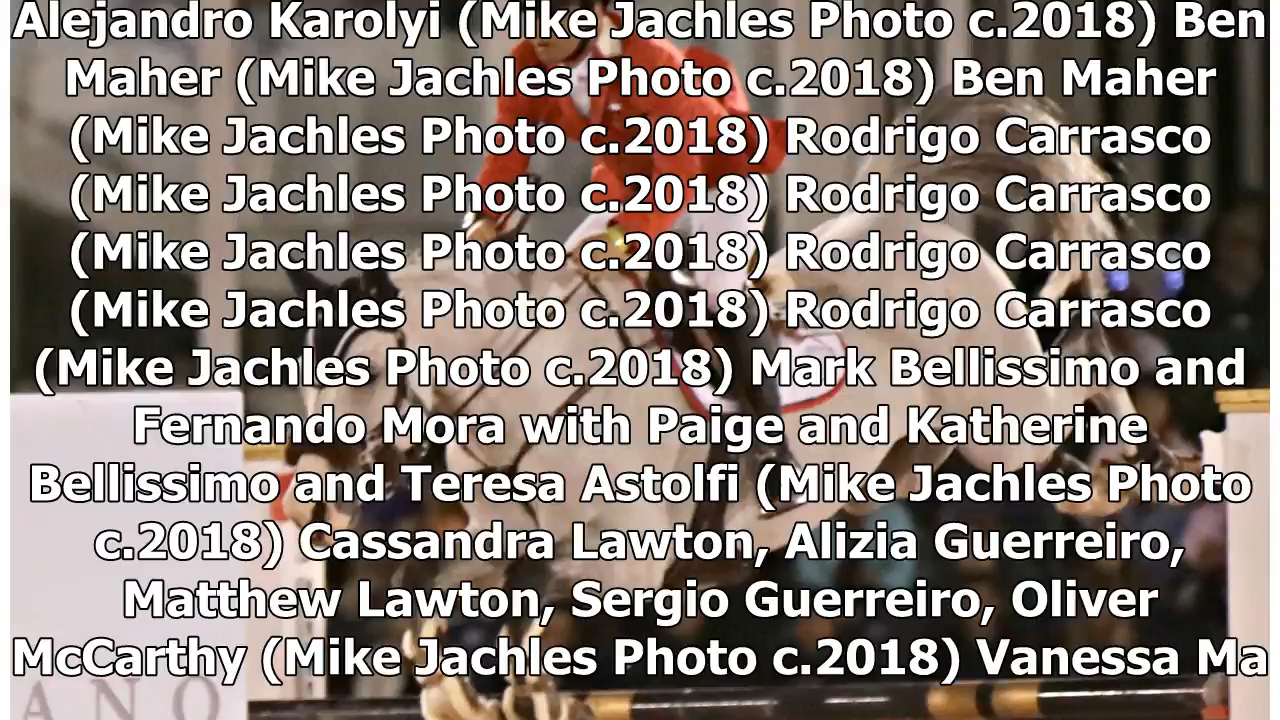 Alejandro Karolyi (Mike Jachles Photo c.2018) Ben
Maher (Mike Jachles Photo c.2018) Ben Maher
(Mike Jachles Photo c.2018) Rodrigo Carrasco
(Mike Jachles Photo c.2018) Rodrigo Carrasco
(Mike Jachles Photo c.2018) Rodrigo Carrasco
(Mike Jachles Photo c.2018) Rodrigo Carrasco
(Mike Jachles Photo c.2018) Mark Bellissimo and
Fernando Mora with Paige and Katherine
Bellissimo and Teresa Astolfi (Mike Jachles Photo
c.2018) Cassandra Lawton, Alizia Guerreiro,
Matthew Lawton, Sergio Guerreiro, Oliver
McCarthy (Mike Jachles Photo c.2018) Vanessa Ma
ANO